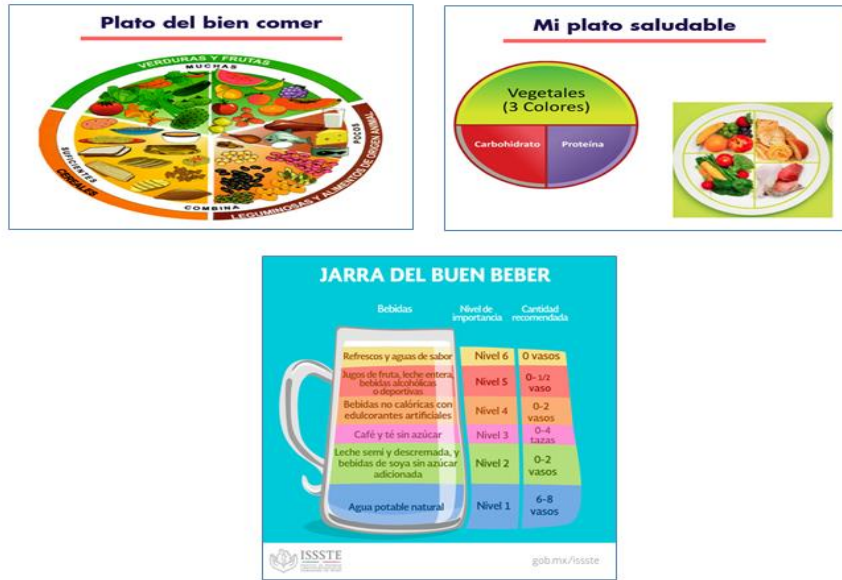 Plato del bien comer
VERDURAS Y FRUTAS
MUCHAS
SUFICIENTES
CEREALES
COMBINA
POCOS
LEGUMINOSAS Y ALIMENTOS DE ORIGEN ANIMAL
Mi plato saludable
Vegetales
(3 Colores)
Carbohidrato
Proteína
JARRA DEL BUEN BEBER
Bebidas
Nivel de
importancia
Cantidad
recomendada
Refrescos y aguas de sabor
Nivel 6
0 vasos
Jugos de fruta, leche entera,
bebidas alcohólicas
o deportivas
Nivel 5
0- 1/2
vaso
Bebidas no calóricas con
edulcorantes artificiales
Nivel 4
0-2
vasos
Café y té sin azúcar
Nivel 3
0-4
tazas
Leche semi y descremada, y
bebidas de soya sin azúcar
adicionada
Nivel 2
0-2
vasos
Agua potable natural
Nivel 1
6-8
vasos
ISSSTE
gob.mx/issste